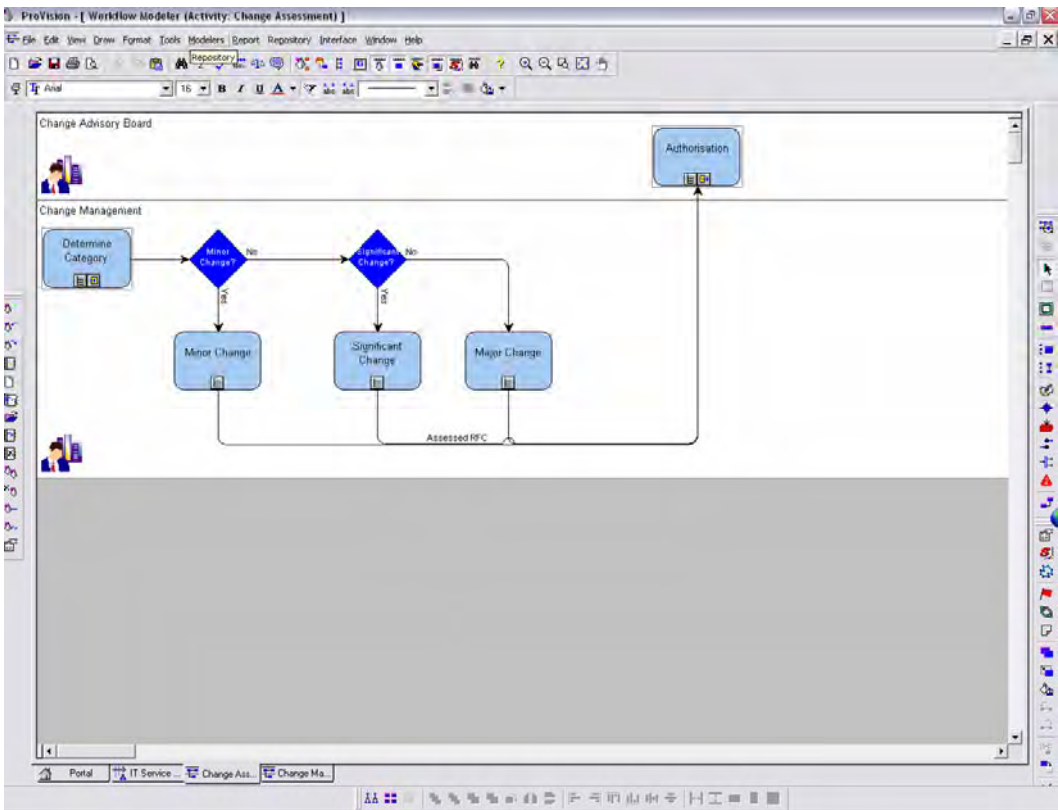 ProVision - [ Workflow Modeler (Activity: Change Assessment) ]
File Edit View Draw Format Tools Modelers Report Repository Interface Window Help
Repository
Arial 16 B I U A abc abc
Change Advisory Board
Authorisation
Change Management
Determine
Category
Minor
Change?
No
Significant
Change?
No
Yes
Yes
Minor Change
Significant
Change
Major Change
Assessed RFC
Portal IT Service ... Change Ass... Change Ma...